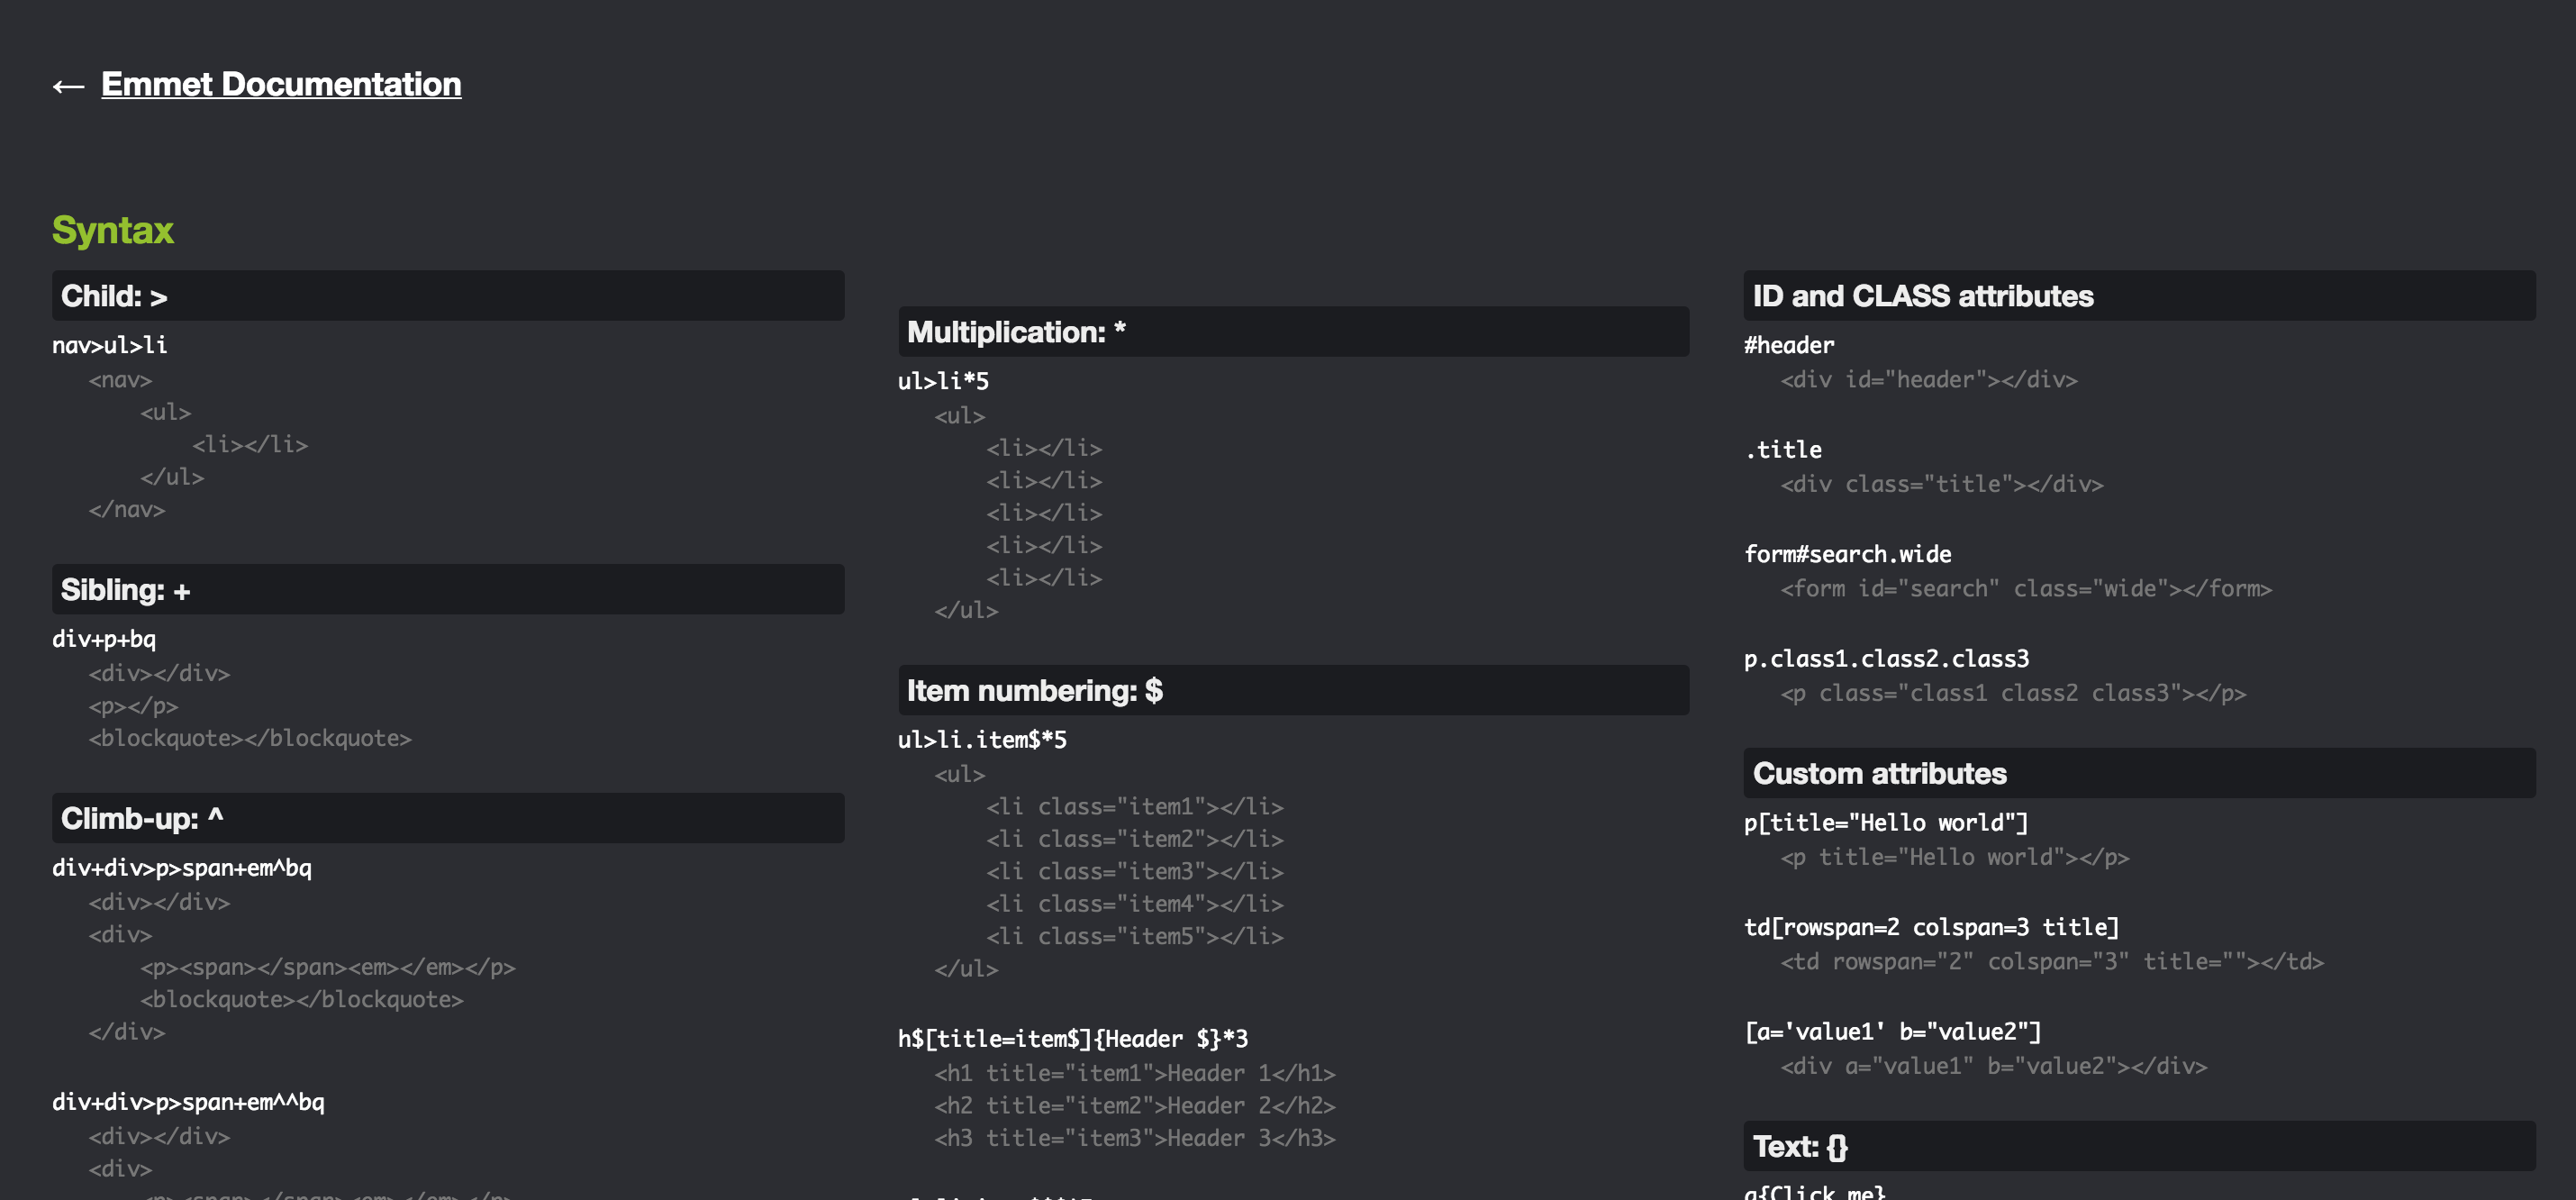 ← Emmet Documentation
Syntax
Child: >
nav>ul>li
<nav>
<ul>
<li></li>
</ul>
</nav>
Sibling: +
div+p+bq
<div></div>
<p></p>
<blockquote></blockquote>
Climb-up: ^
div+div>p>span+em^bq
<div></div>
<div>
<p><span></span><em></em></p>
<blockquote></blockquote>
</div>
div+div>p>span+em^^bq
<div></div>
<div>
<p><span></span><em></em></p>
Multiplication: *
ul>li*5
<ul>
<li></li>
<li></li>
<li></li>
<li></li>
<li></li>
</ul>
Item numbering: $
ul>li.item$*5
<ul>
<li class="item1"></li>
<li class="item2"></li>
<li class="item3"></li>
<li class="item4"></li>
<li class="item5"></li>
</ul>
h$[title=item$]{Header $}*3
<h1 title="item1">Header 1</h1>
<h2 title="item2">Header 2</h2>
<h3 title="item3">Header 3</h3>
ID and CLASS attributes
#header
<div id="header"></div>
.title
<div class="title"></div>
form#search.wide
<form id="search" class="wide"></form>
p.class1.class2.class3
<p class="class1 class2 class3"></p>
Custom attributes
p[title="Hello world"]
<p title="Hello world"></p>
td[rowspan=2 colspan=3 title]
<td rowspan="2" colspan="3" title=""></td>
[a='value1' b="value2"]
<div a="value1" b="value2"></div>
Text: {}
a{Click me}